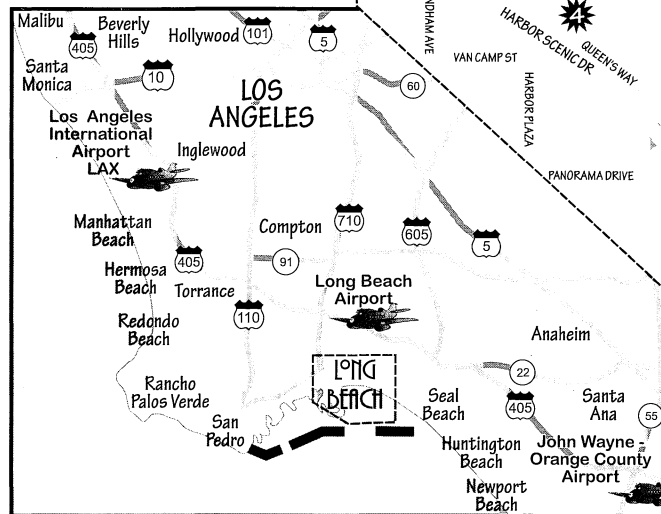 Malibu
Beverly
Hills
405
Hollywood
101
5
Santa
Monica
10
LOS
ANGELES
60
Los Angeles
International
Airport
LAX
Inglewood
Manhattan
Beach
Compton
710
605
5
405
91
Hermosa
Beach
Torrance
110
Long Beach
Airport
Redondo
Beach
Anaheim
LONG
BEACH
22
Rancho
Palos Verde
Seal
Beach
405
Santa
Ana
55
San
Pedro
Huntington
Beach
John Wayne -
Orange County
Airport
Newport
Beach
NDHAM AVE
VAN CAMP ST
HARBOR SCENIC DR
4
QUEEN'S WAY
HARBOR PLAZA
PANORAMA DRIVE